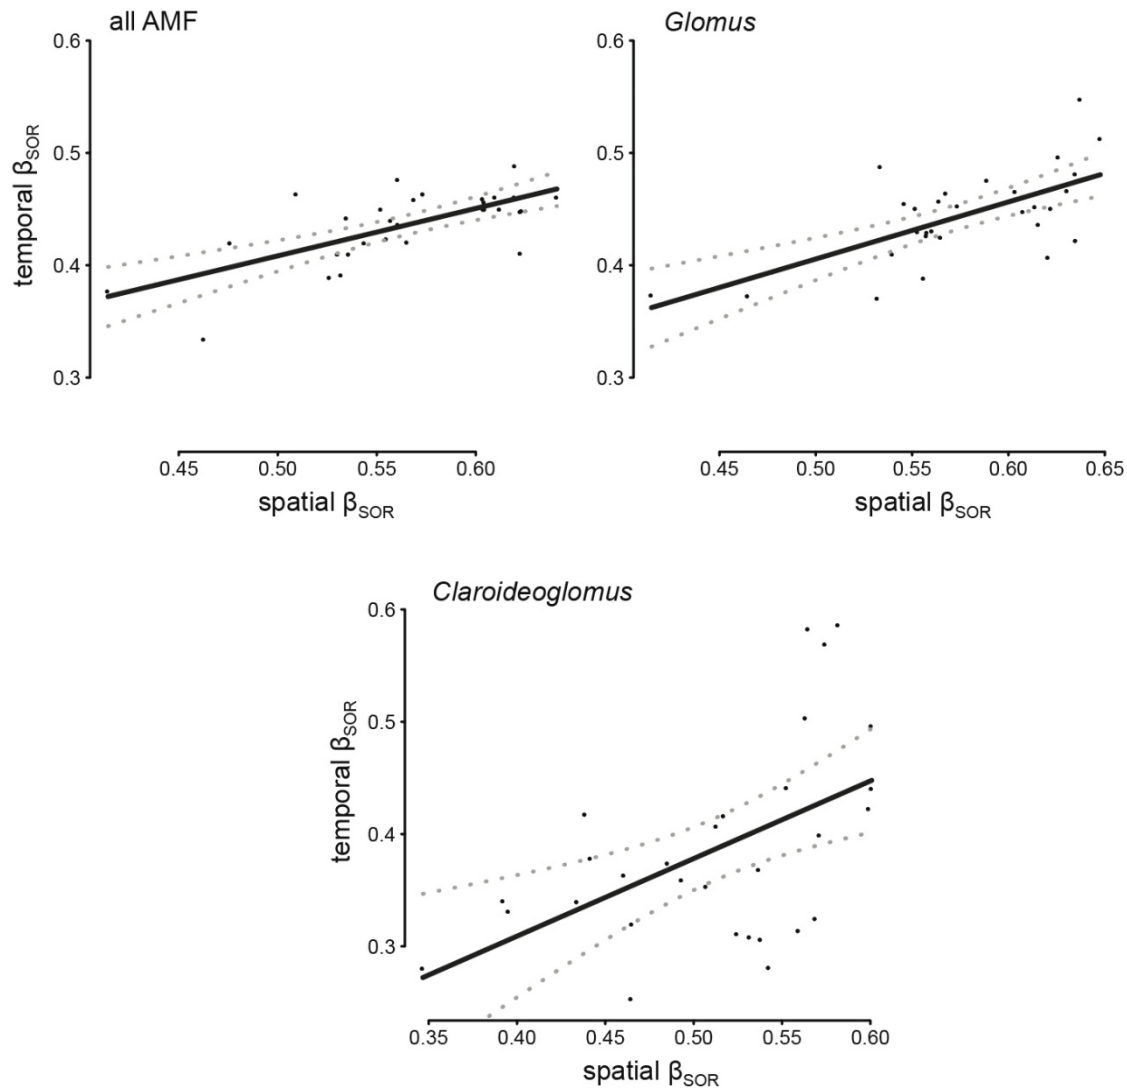 all AMF
0.6
0.5
0.4
0.3
temporal βSOR
0.45 0.50 0.55 0.60
spatial βSOR
Glomus
0.6
0.5
0.4
0.3
0.45 0.50 0.55 0.60 0.65
spatial βSOR
Claroideoglomus
0.6
0.5
0.4
0.3
temporal βSOR
0.35 0.40 0.45 0.50 0.55 0.60
spatial βSOR